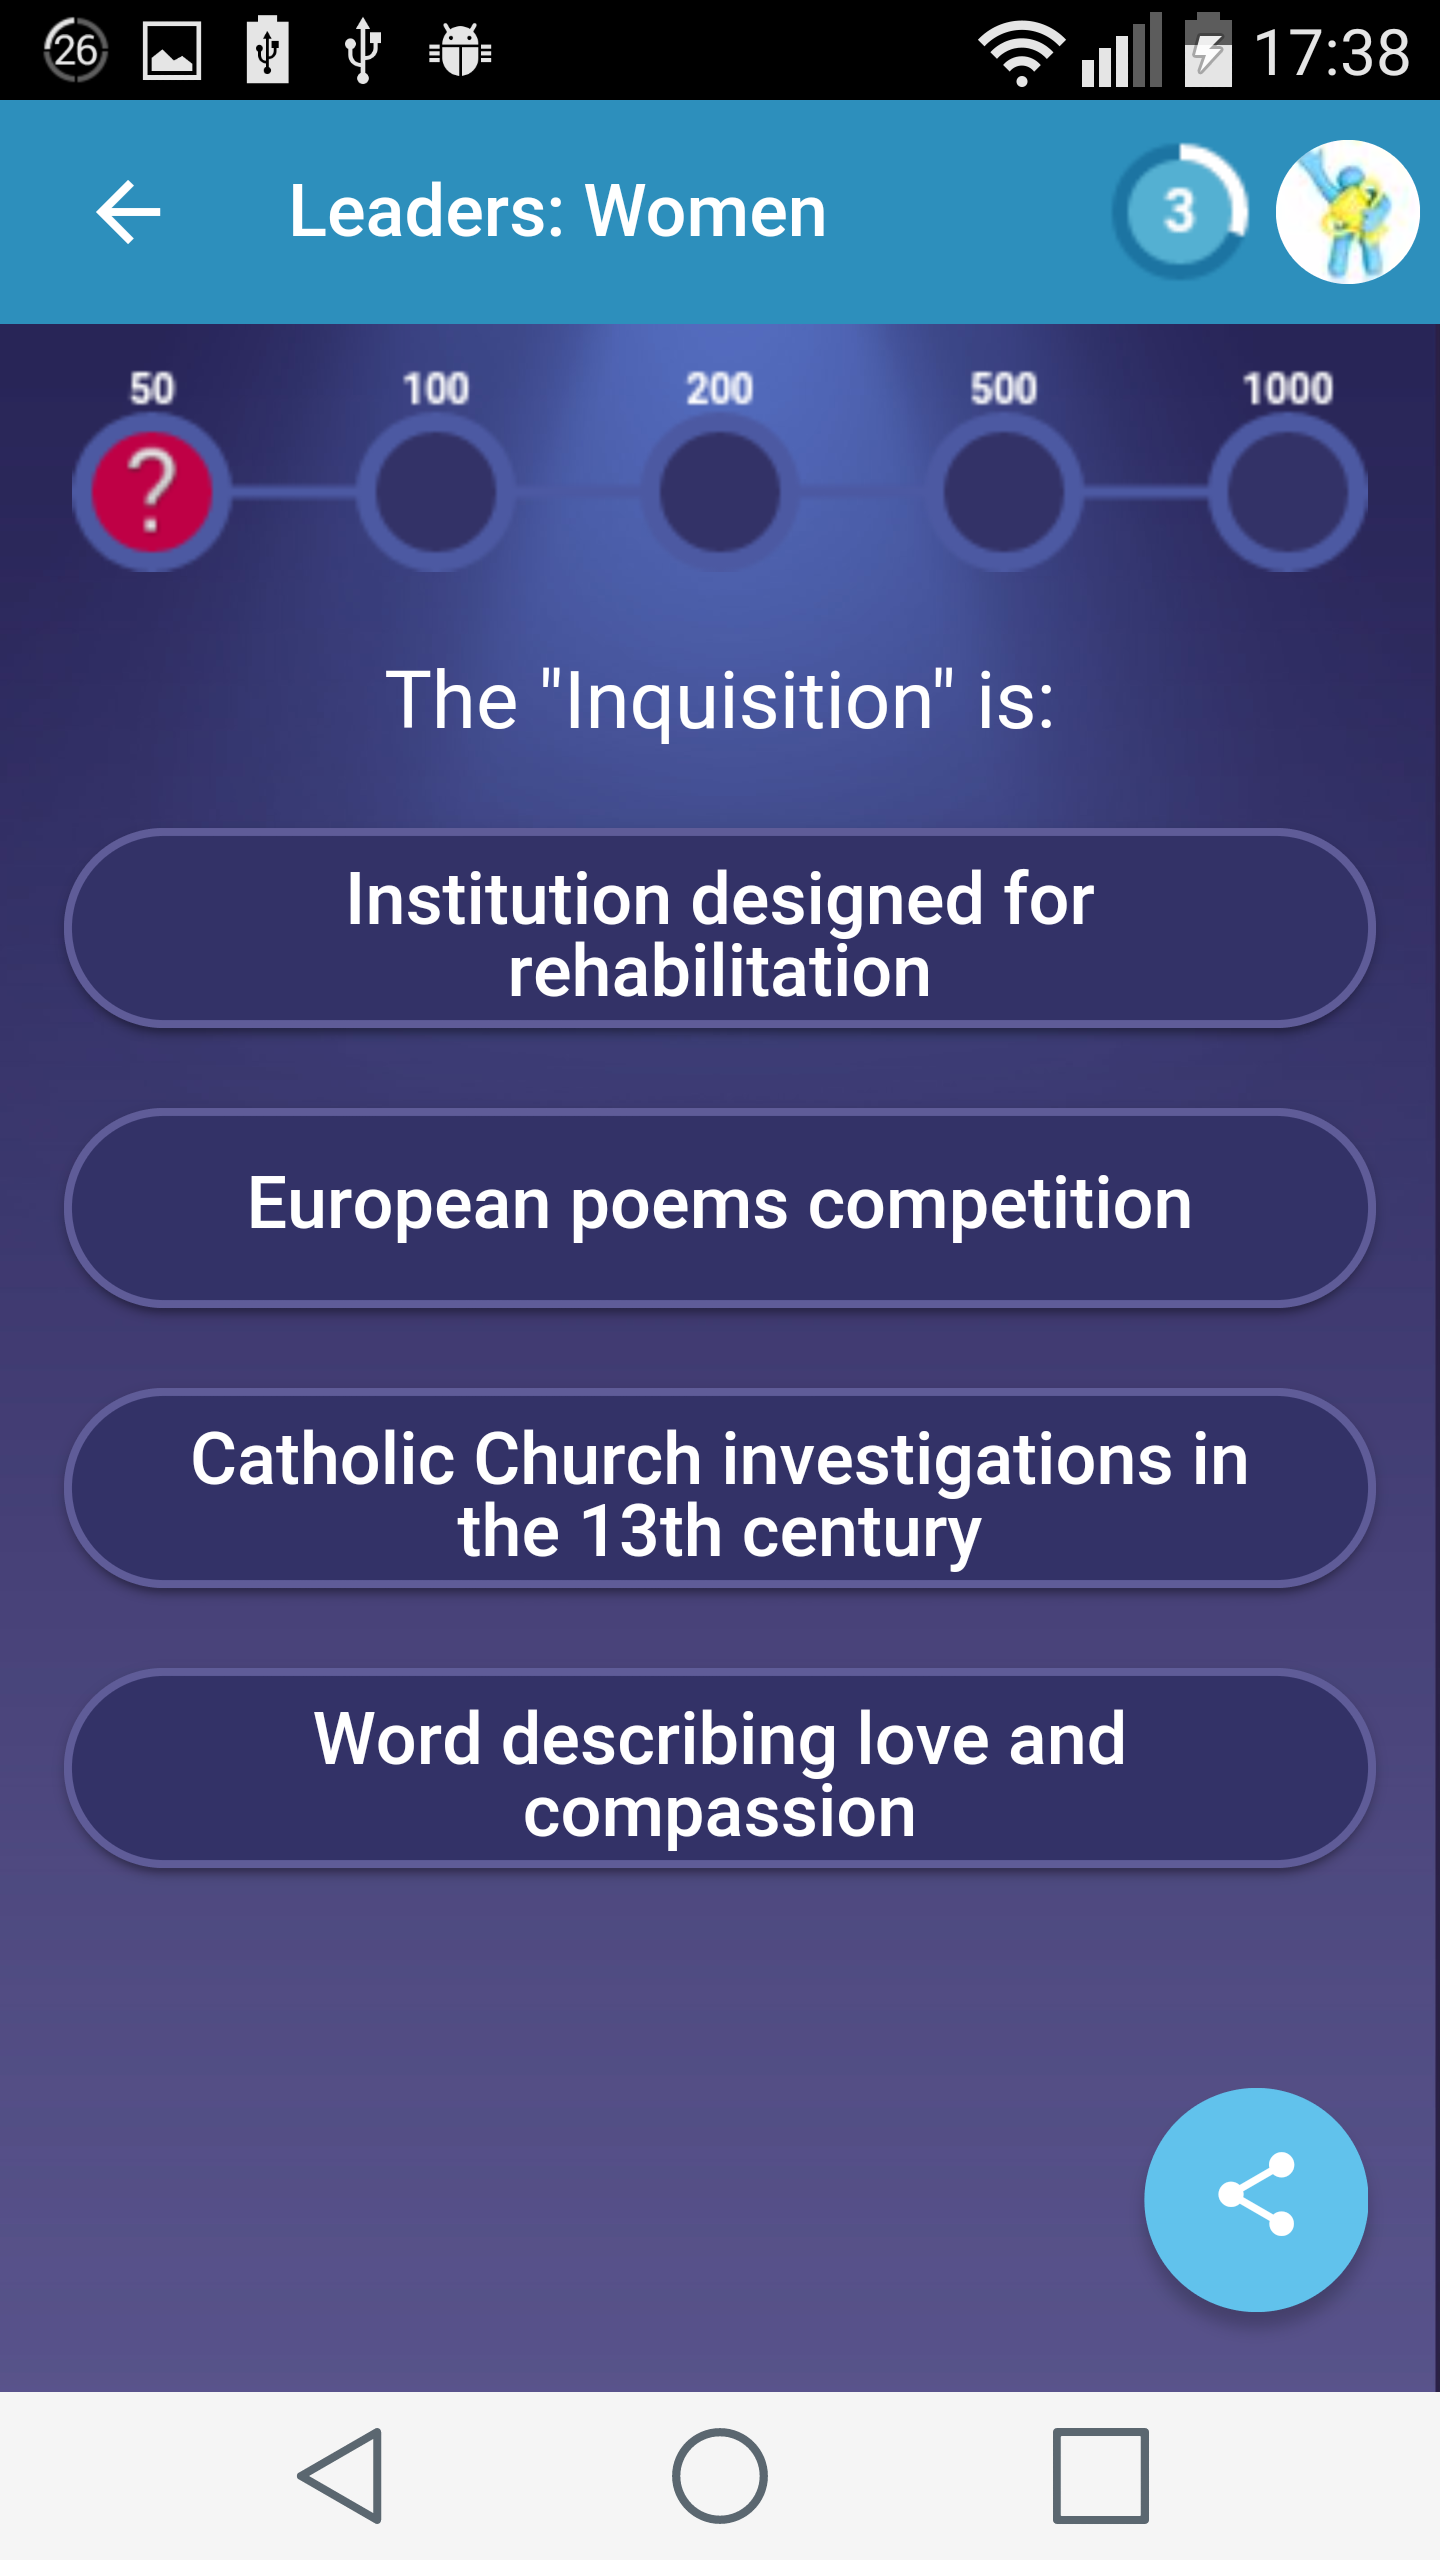 26
17:38
Leaders: Women
3
50 100 200 500 1000
?
The "Inquisition" is:
Institution designed for
rehabilitation
European poems competition
Catholic Church investigations in
the 13th century
Word describing love and
compassion